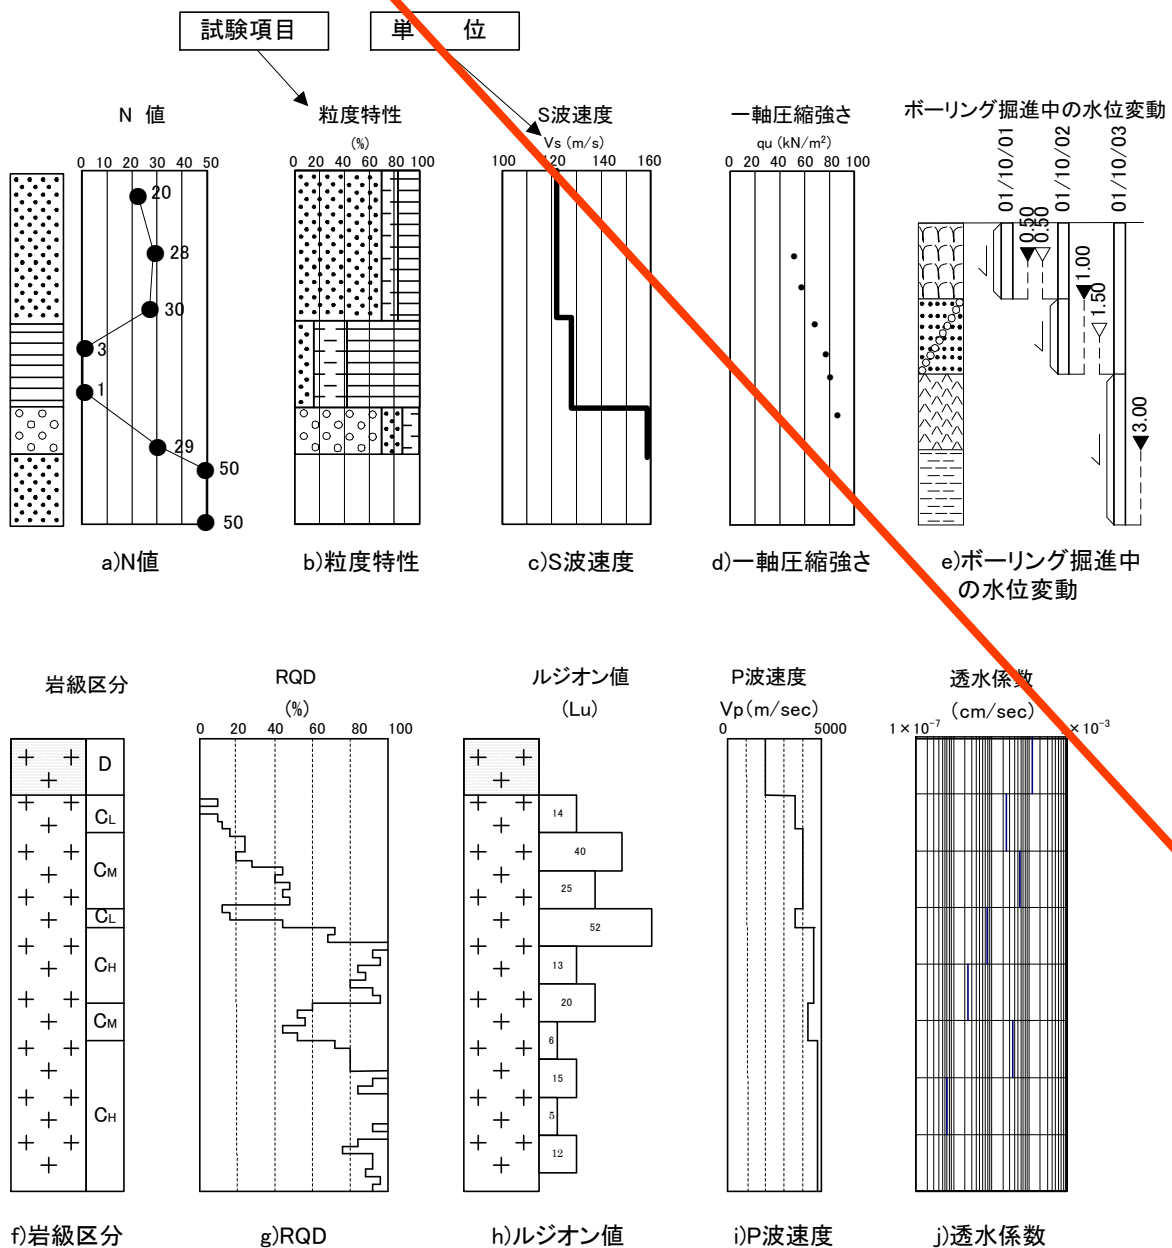 試験項目 単 位
N 値 粒度特性 S波速度 一軸圧縮強さ ボーリング掘進中の水位変動
(%) Vs (m/s) qu (kN/m²)
0 10 20 30 40 50 0 20 40 60 80 100 100 120 140 160 0 20 40 60 80 100
01/10/01 01/10/02 01/10/03
20
28
30
3
1
29
50
50
0.50 0.50 1.00 1.50 3.00
a)N値 b)粒度特性 c)S波速度 d)一軸圧縮強さ e)ボーリング掘進中
の水位変動
岩級区分 RQD ルジオン値 P波速度 透水係数
(%) (Lu) Vp(m/sec) (cm/sec)
0 20 40 60 80 100 0 5000 1×10⁻⁷ ×10⁻³
D
CL
CM
CL
CH
CM
CH
14
40
25
52
13
20
6
15
5
12
f)岩級区分 g)RQD h)ルジオン値 i)P波速度 j)透水係数